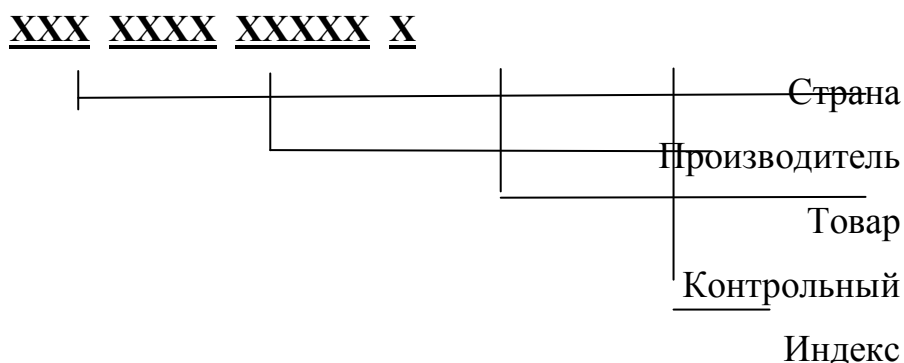 XXX XXXX XXXXX X
Страна
Производитель
Товар
Контрольный
Индекс